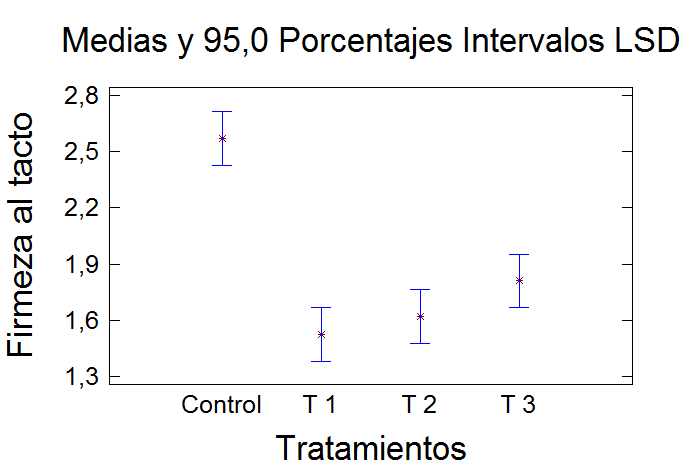 Medias y 95,0 Porcentajes Intervalos LSD
Firmeza al tacto
2,8
2,5
2,2
1,9
1,6
1,3
Control T 1 T 2 T 3
Tratamientos